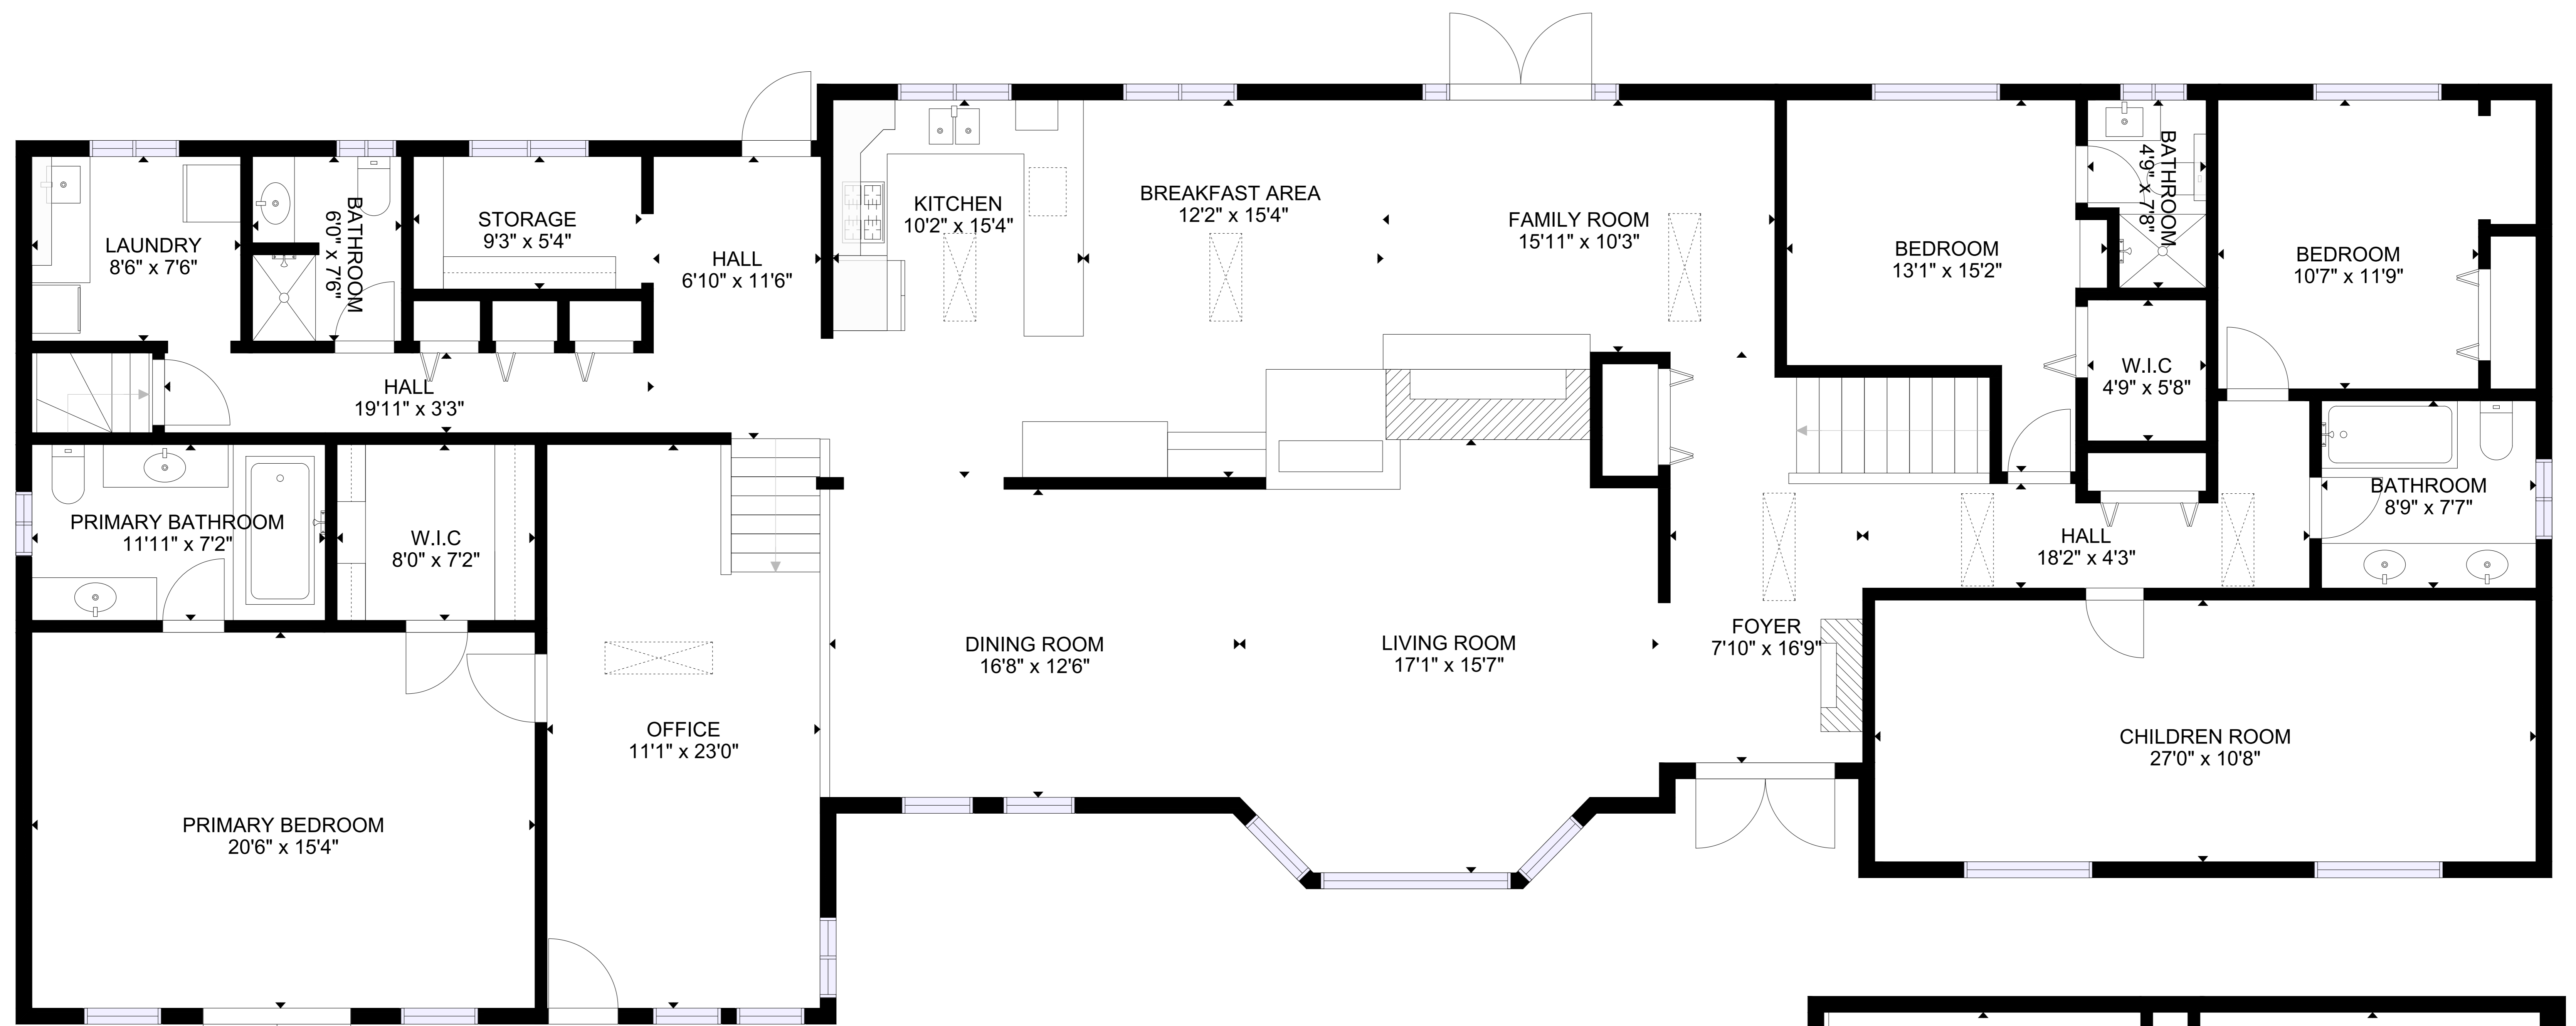 LAUNDRY
8'6" x 7'6"
BATHROOM
6'0" x 7'6"
STORAGE
9'3" x 5'4"
HALL
6'10" x 11'6"
KITCHEN
10'2" x 15'4"
BREAKFAST AREA
12'2" x 15'4"
FAMILY ROOM
15'11" x 10'3"
BEDROOM
13'1" x 15'2"
BATHROOM
4'9" x 7'8"
BEDROOM
10'7" x 11'9"
HALL
19'11" x 3'3"
W.I.C
4'9" x 5'8"
PRIMARY BATHROOM
11'11" x 7'2"
W.I.C
8'0" x 7'2"
HALL
18'2" x 4'3"
BATHROOM
8'9" x 7'7"
DINING ROOM
16'8" x 12'6"
LIVING ROOM
17'1" x 15'7"
FOYER
7'10" x 16'9"
OFFICE
11'1" x 23'0"
CHILDREN ROOM
27'0" x 10'8"
PRIMARY BEDROOM
20'6" x 15'4"